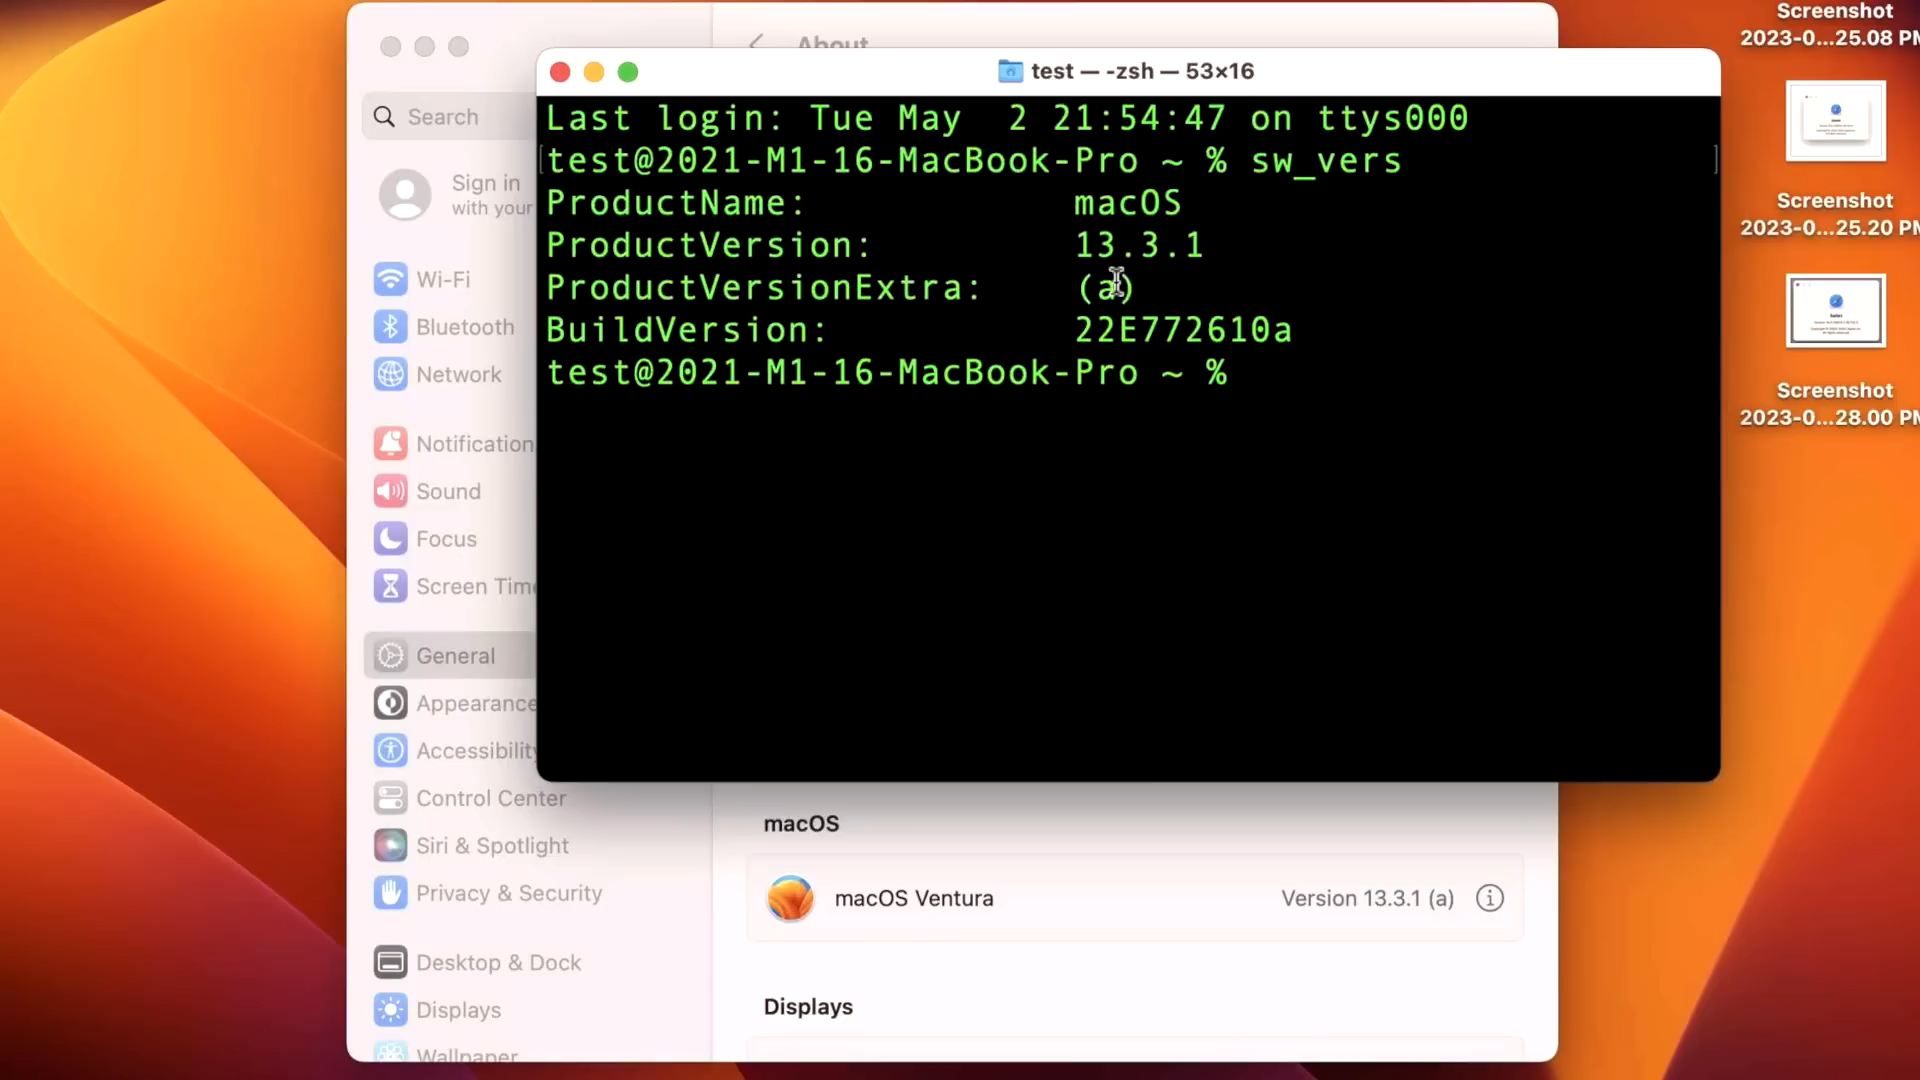 About
Search
Sign in
with your
Wi-Fi
Bluetooth
Network
Notification
Sound
Focus
Screen Time
General
Appearance
Accessibility
Control Center
Siri & Spotlight
Privacy & Security
Desktop & Dock
Displays
Wallpaper
test — -zsh — 53×16
Last login: Tue May  2 21:54:47 on ttys000
[test@2021-M1-16-MacBook-Pro ~ % sw_vers ]
ProductName: macOS
ProductVersion: 13.3.1
ProductVersionExtra: (a)
BuildVersion: 22E772610a
test@2021-M1-16-MacBook-Pro ~ %
macOS
macOS Ventura Version 13.3.1 (a)
Displays
Screenshot
2023-0...25.08 PM
Screenshot
2023-0...25.20 PM
Screenshot
2023-0...28.00 PM